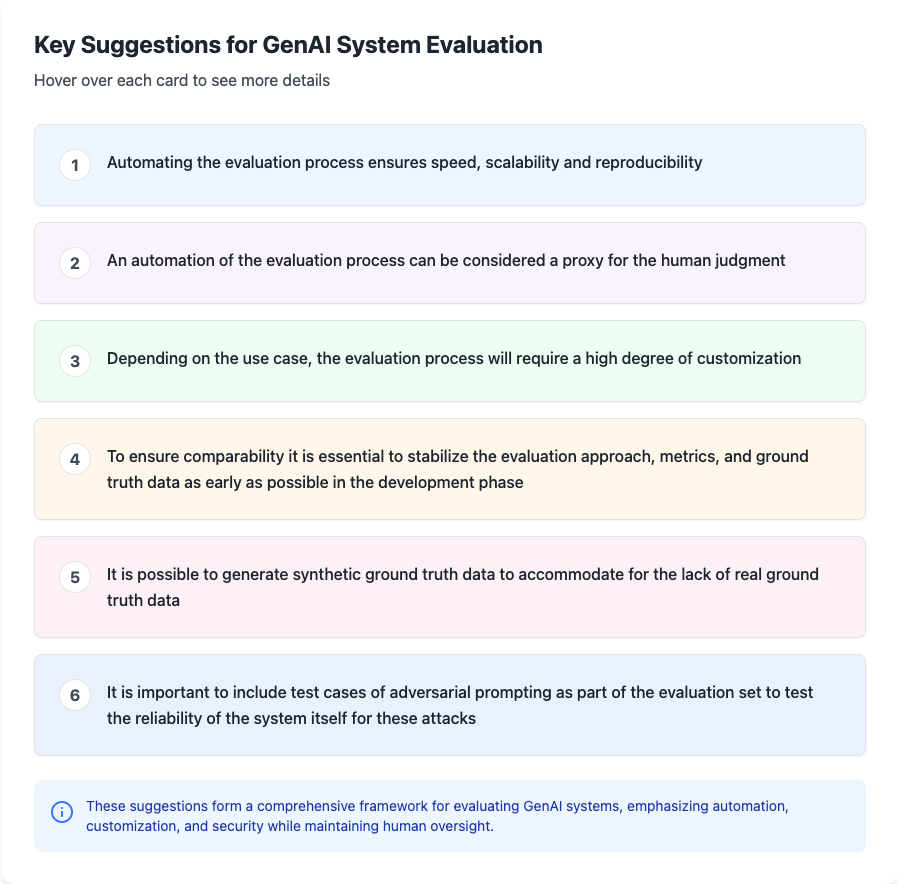 Key Suggestions for GenAI System Evaluation
Hover over each card to see more details
1
Automating the evaluation process ensures speed, scalability and reproducibility
2
An automation of the evaluation process can be considered a proxy for the human judgment
3
Depending on the use case, the evaluation process will require a high degree of customization
4
To ensure comparability it is essential to stabilize the evaluation approach, metrics, and ground
truth data as early as possible in the development phase
5
It is possible to generate synthetic ground truth data to accommodate for the lack of real ground
truth data
6
It is important to include test cases of adversarial prompting as part of the evaluation set to test
the reliability of the system itself for these attacks
These suggestions form a comprehensive framework for evaluating GenAI systems, emphasizing automation,
customization, and security while maintaining human oversight.